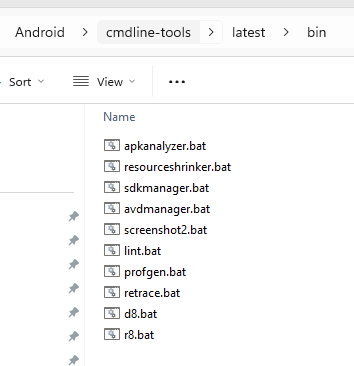 Android > cmdline-tools > latest > bin
Sort View ...
Name
apkanalyzer.bat
resourceshrinker.bat
sdkmanager.bat
avdmanager.bat
screenshot2.bat
lint.bat
profgen.bat
retrace.bat
d8.bat
r8.bat